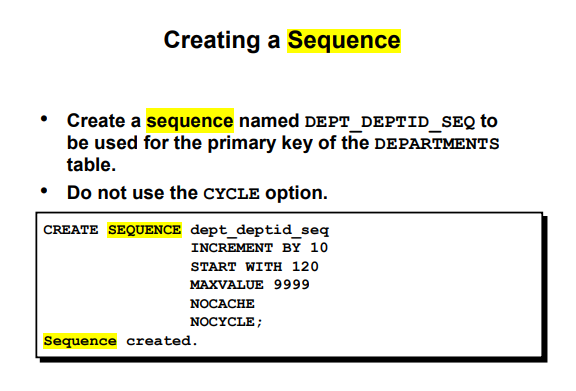 Creating a Sequence
• Create a sequence named DEPT_DEPTID_SEQ to
be used for the primary key of the DEPARTMENTS
table.
• Do not use the CYCLE option.
CREATE SEQUENCE dept_deptid_seq
INCREMENT BY 10
START WITH 120
MAXVALUE 9999
NOCACHE
NOCYCLE;
Sequence created.